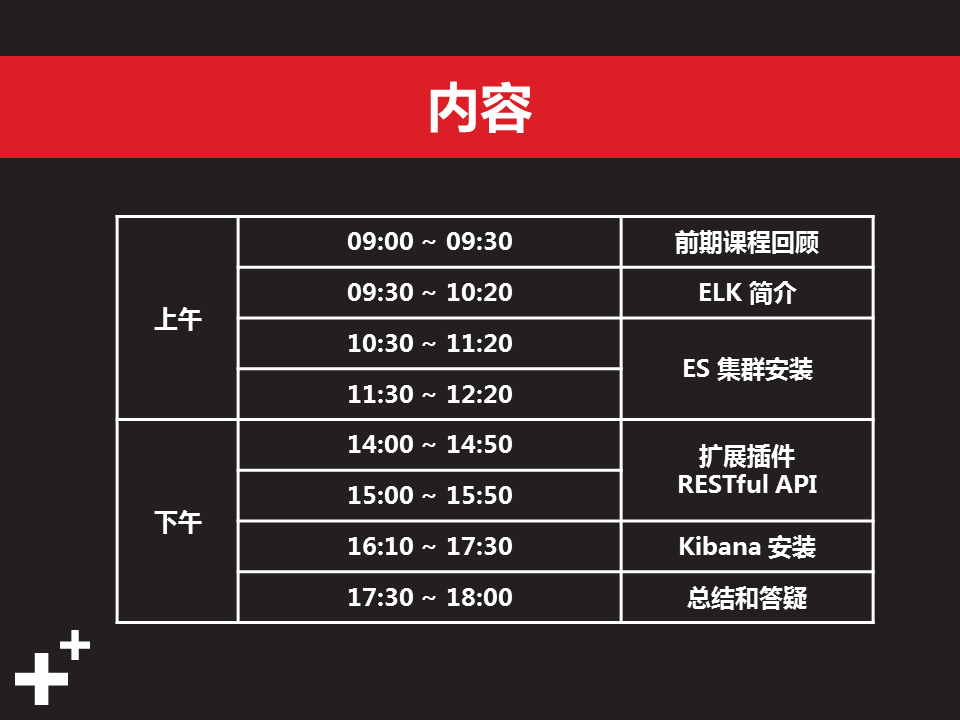 内容
上午
09:00 ~ 09:30
前期课程回顾
09:30 ~ 10:20
ELK 简介
10:30 ~ 11:20
ES 集群安装
11:30 ~ 12:20
下午
14:00 ~ 14:50
扩展插件
RESTful API
15:00 ~ 15:50
16:10 ~ 17:30
Kibana 安装
17:30 ~ 18:00
总结和答疑